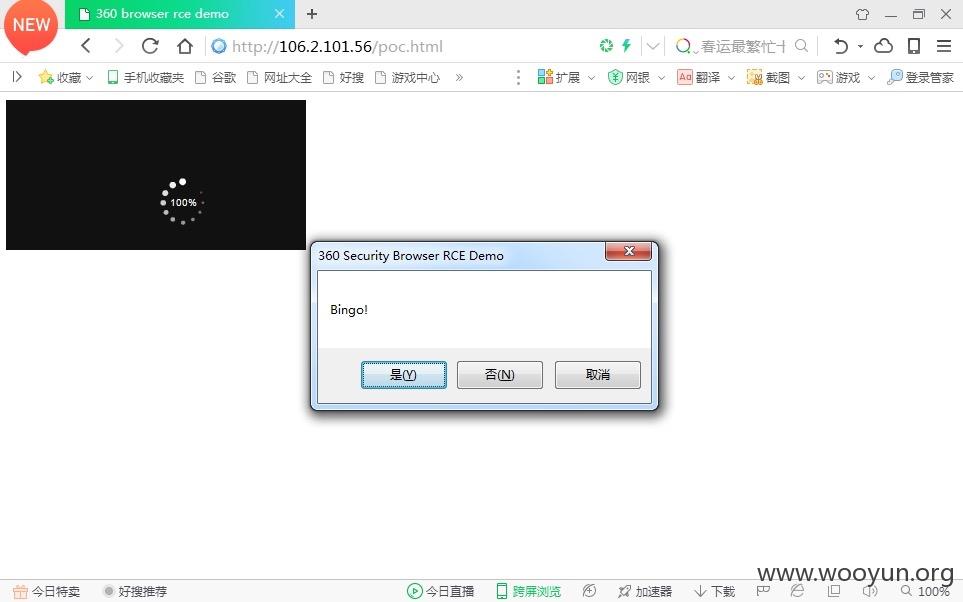 NEW
360 browser rce demo
http://106.2.101.56/poc.html
春运最繁忙十
收藏 手机收藏夹 谷歌 网址大全 好搜 游戏中心 » 扩展 网银 Aa 翻译 截图 游戏 登录管家
100%
360 Security Browser RCE Demo
Bingo!
是(Y) 否(N) 取消
www.wooyun.org
今日特卖 好搜推荐 今日直播 跨屏浏览 加速器 下载 100%